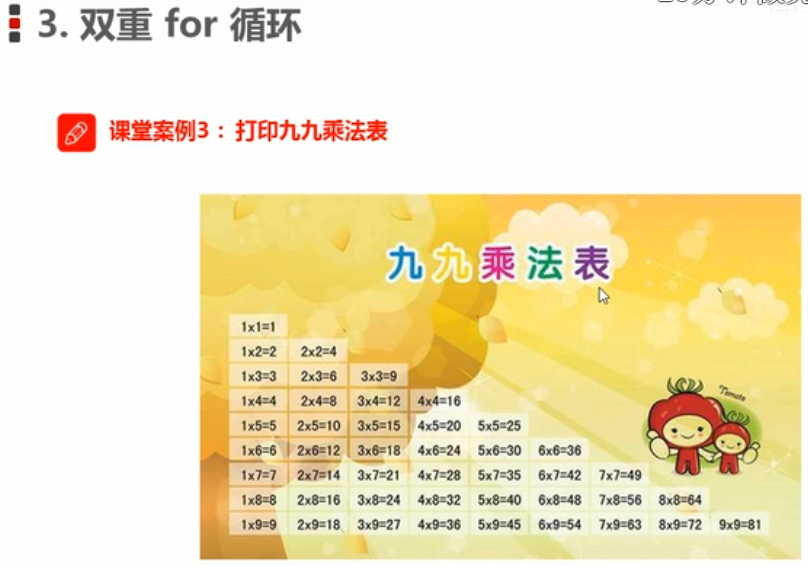 3. 双重 for 循环
课堂案例3：打印九九乘法表
九九乘法表
Tomato
1x1=1
1x2=2 2x2=4
1x3=3 2x3=6 3x3=9
1x4=4 2x4=8 3x4=12 4x4=16
1x5=5 2x5=10 3x5=15 4x5=20 5x5=25
1x6=6 2x6=12 3x6=18 4x6=24 5x6=30 6x6=36
1x7=7 2x7=14 3x7=21 4x7=28 5x7=35 6x7=42 7x7=49
1x8=8 2x8=16 3x8=24 4x8=32 5x8=40 6x8=48 7x8=56 8x8=64
1x9=9 2x9=18 3x9=27 4x9=36 5x9=45 6x9=54 7x9=63 8x9=72 9x9=81